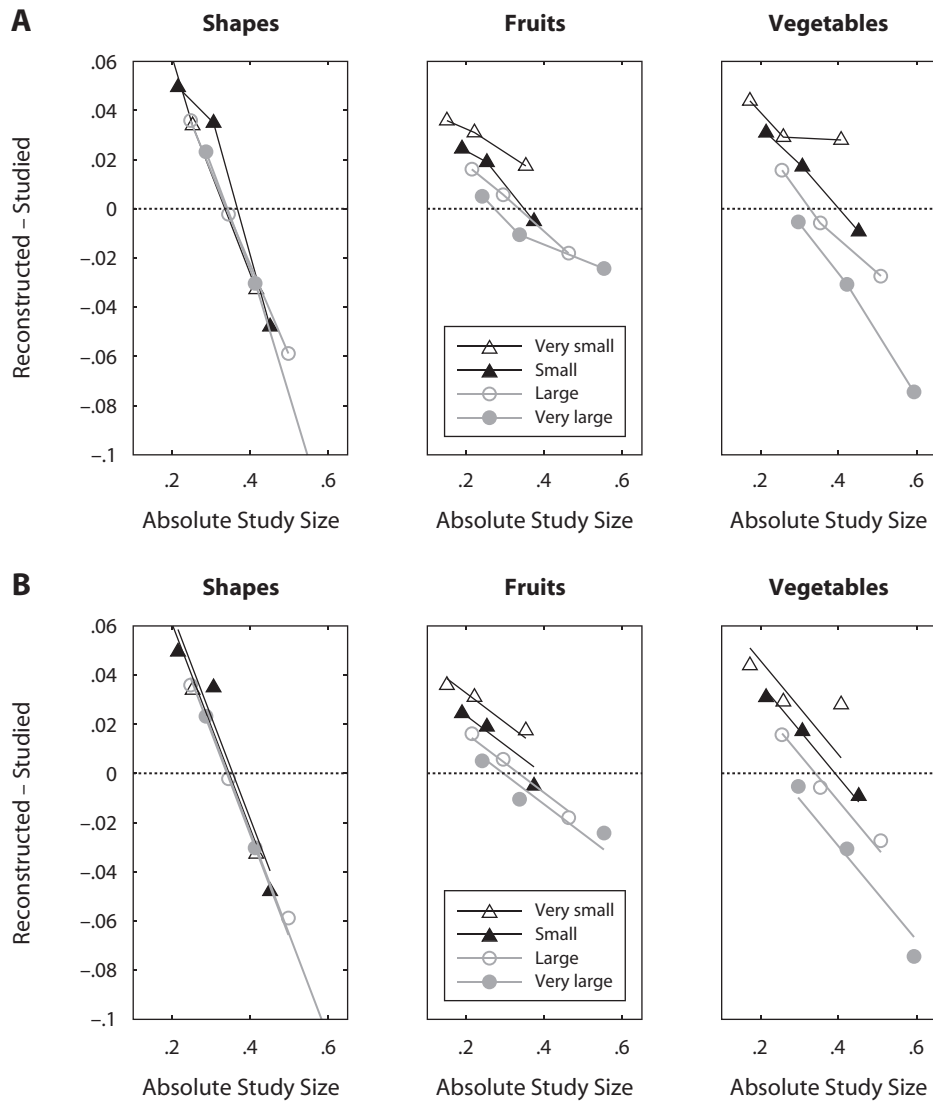 A
Shapes
Fruits
Vegetables
.06
.04
.02
0
–.02
–.04
–.06
–.08
–.1
Reconstructed – Studied
Very small
Small
Large
Very large
.2 .4 .6
.2 .4 .6
.2 .4 .6
Absolute Study Size
Absolute Study Size
Absolute Study Size
B
Shapes
Fruits
Vegetables
.06
.04
.02
0
–.02
–.04
–.06
–.08
–.1
Reconstructed – Studied
Very small
Small
Large
Very large
.2 .4 .6
.2 .4 .6
.2 .4 .6
Absolute Study Size
Absolute Study Size
Absolute Study Size